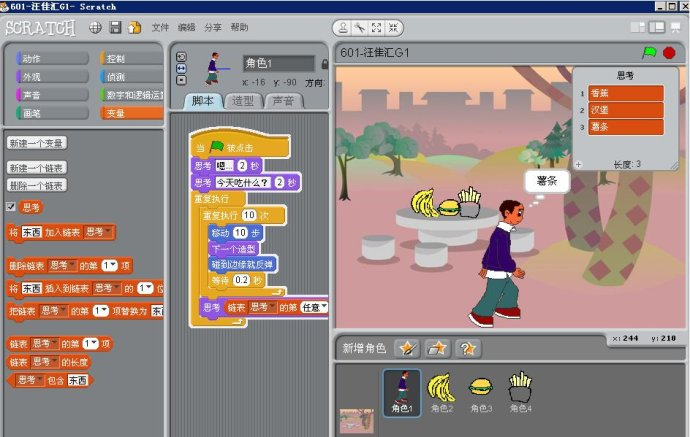 601-汪佳汇G1- Scratch
SCRATCH 文件 编辑 分享 帮助
动作 控制
外观 侦测
声音 数字和逻辑运算
画笔 变量
新建一个变量
新建一个链表
删除一个链表
思考
将 东西 加入链表 思考
删除链表 思考 的第 1 项
将 东西 插入到链表 思考 的 1 位
把链表 思考 的第 1 项替换为 东
链表 思考 的第 1 项
链表 思考 的长度
链表 思考 包含 东西
角色1
x: -16 y: -90 方向:
脚本 造型 声音
当 被点击
思考 嗯... 2 秒
思考 今天吃什么? 2 秒
重复执行
重复执行 10 次
移动 10 步
下一个造型
碰到边缘就反弹
等待 0.2 秒
思考 链表 思考 的第 任意
601-汪佳汇G1
思考
1 香蕉
2 汉堡
3 薯条
+ 长度: 3
薯条
x: 244 y: 210
新增角色
角色1 角色2 角色3 角色4